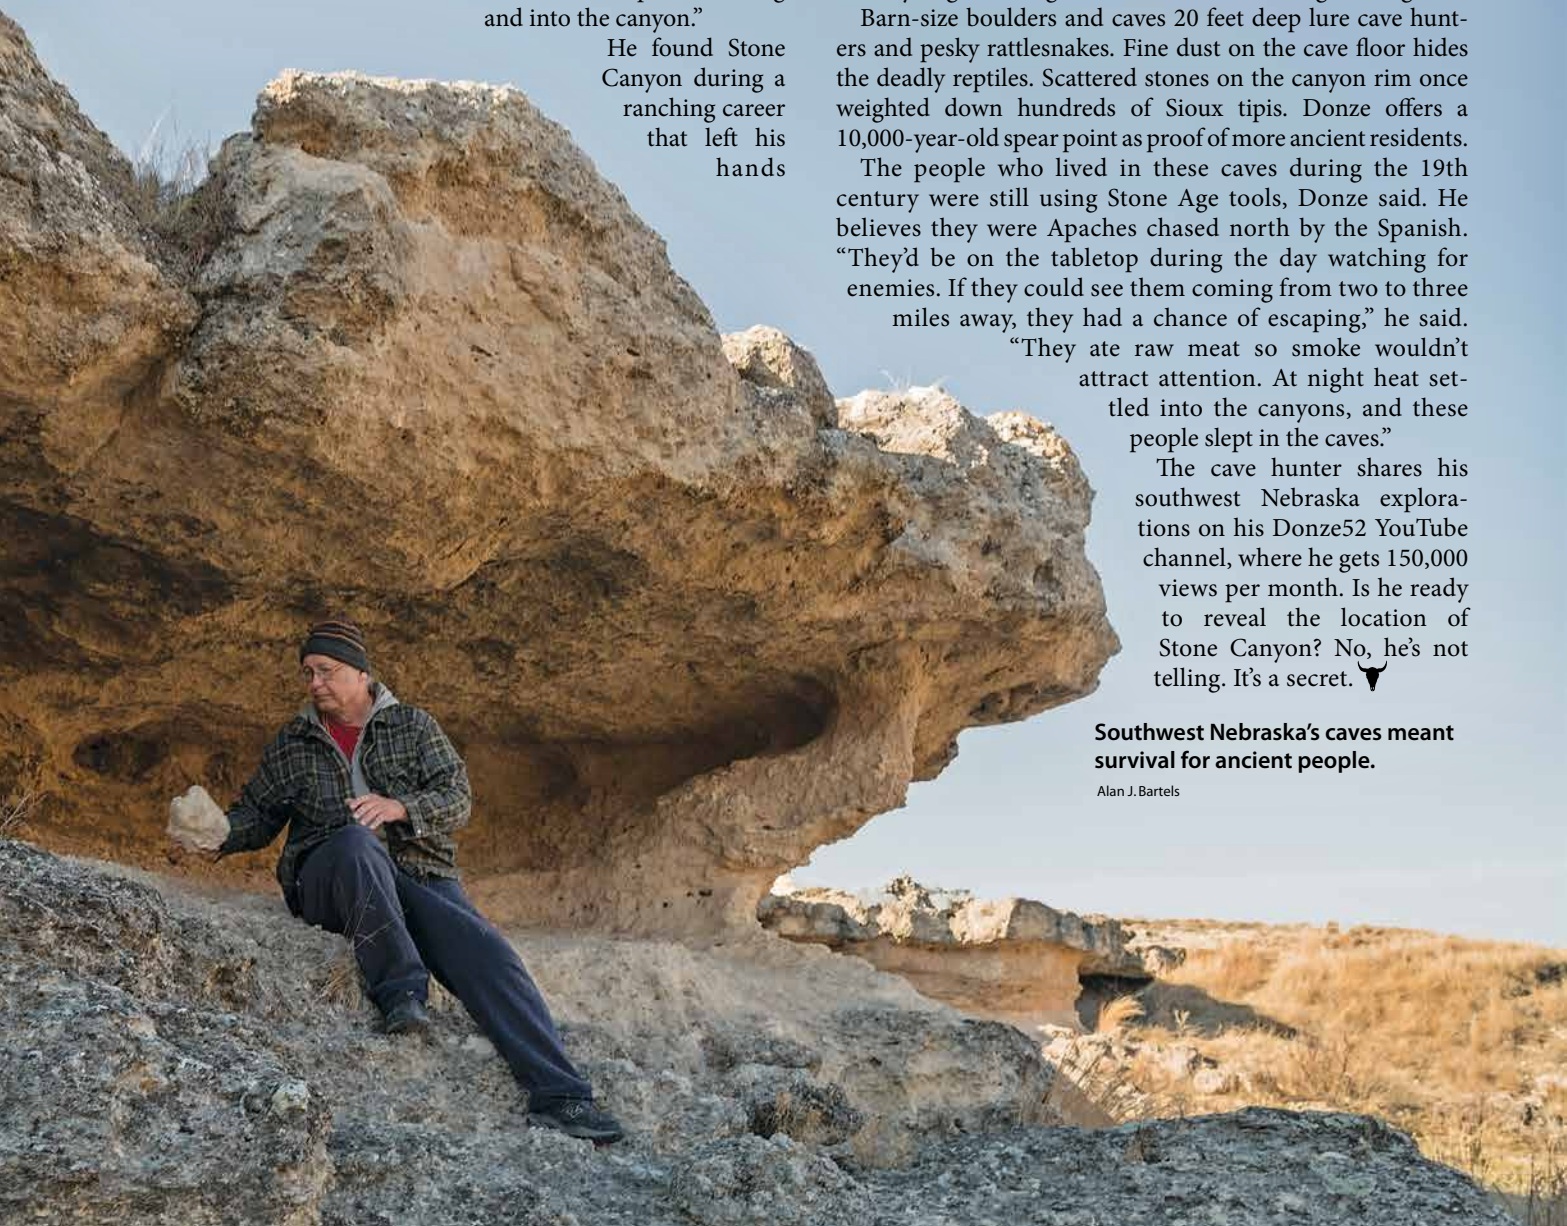 and into the canyon.”
He found Stone
Canyon during a
ranching career
that left his
hands
Barn-size boulders and caves 20 feet deep lure cave hunt-
ers and pesky rattlesnakes. Fine dust on the cave floor hides
the deadly reptiles. Scattered stones on the canyon rim once
weighted down hundreds of Sioux tipis. Donze offers a
10,000-year-old spear point as proof of more ancient residents.
The people who lived in these caves during the 19th
century were still using Stone Age tools, Donze said. He
believes they were Apaches chased north by the Spanish.
“They’d be on the tabletop during the day watching for
enemies. If they could see them coming from two to three
miles away, they had a chance of escaping,” he said.
“They ate raw meat so smoke wouldn’t
attract attention. At night heat set-
tled into the canyons, and these
people slept in the caves.”
The cave hunter shares his
southwest Nebraska explora-
tions on his Donze52 YouTube
channel, where he gets 150,000
views per month. Is he ready
to reveal the location of
Stone Canyon? No, he’s not
telling. It’s a secret.
Southwest Nebraska’s caves meant
survival for ancient people.
Alan J. Bartels